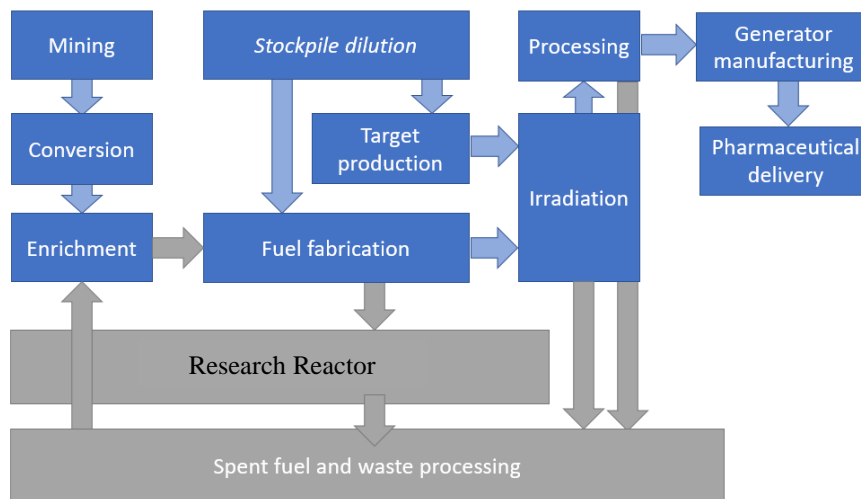 Mining
Stockpile dilution
Processing
Generator
manufacturing
Conversion
Target
production
Irradiation
Pharmaceutical
delivery
Enrichment
Fuel fabrication
Research Reactor
Spent fuel and waste processing